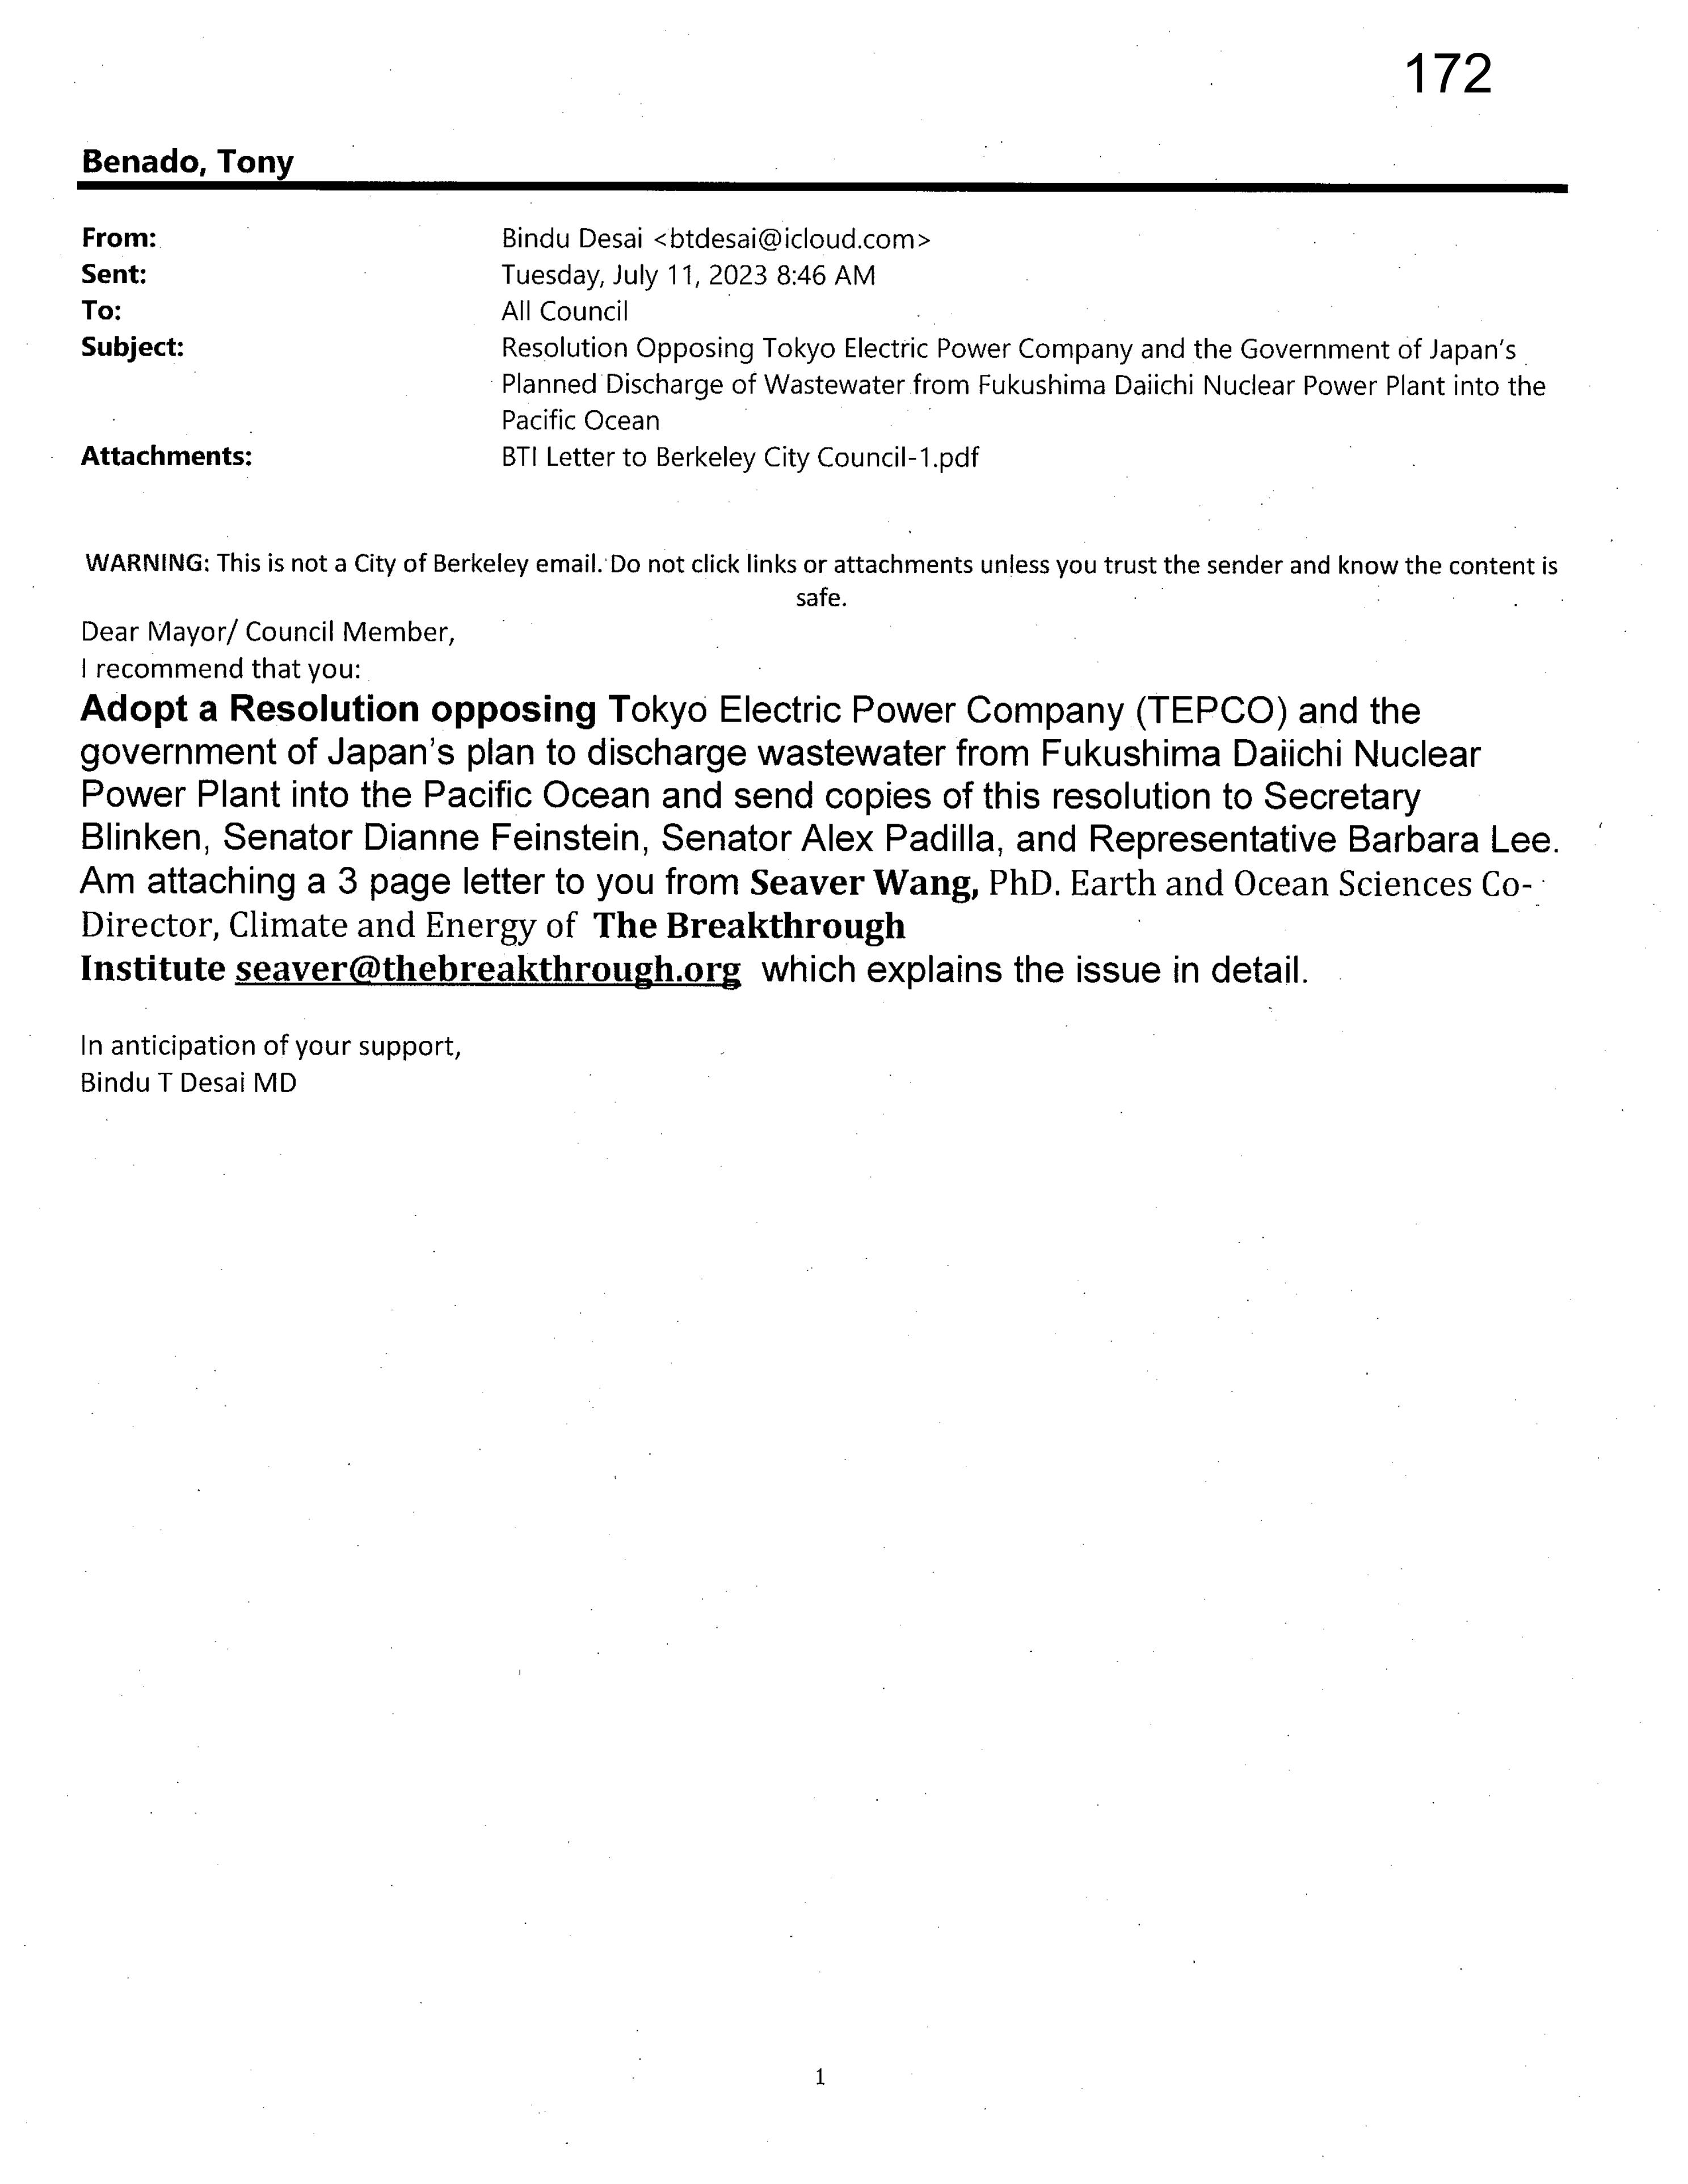 172
Benado, Tony
From: Bindu Desai <btdesai@icloud.com>
Sent: Tuesday, July 11, 2023 8:46 AM
To: All Council
Subject: Resolution Opposing Tokyo Electric Power Company and the Government of Japan's
Planned Discharge of Wastewater from Fukushima Daiichi Nuclear Power Plant into the
Pacific Ocean
Attachments: BTI Letter to Berkeley City Council-1.pdf
WARNING: This is not a City of Berkeley email. Do not click links or attachments unless you trust the sender and know the content is
safe.
Dear Mayor/ Council Member,
I recommend that you:
Adopt a Resolution opposing Tokyo Electric Power Company (TEPCO) and the
government of Japan's plan to discharge wastewater from Fukushima Daiichi Nuclear
Power Plant into the Pacific Ocean and send copies of this resolution to Secretary
Blinken, Senator Dianne Feinstein, Senator Alex Padilla, and Representative Barbara Lee.
Am attaching a 3 page letter to you from Seaver Wang, PhD. Earth and Ocean Sciences Co-
Director, Climate and Energy of The Breakthrough
Institute seaver@thebreakthrough.org which explains the issue in detail.
In anticipation of your support,
Bindu T Desai MD
1